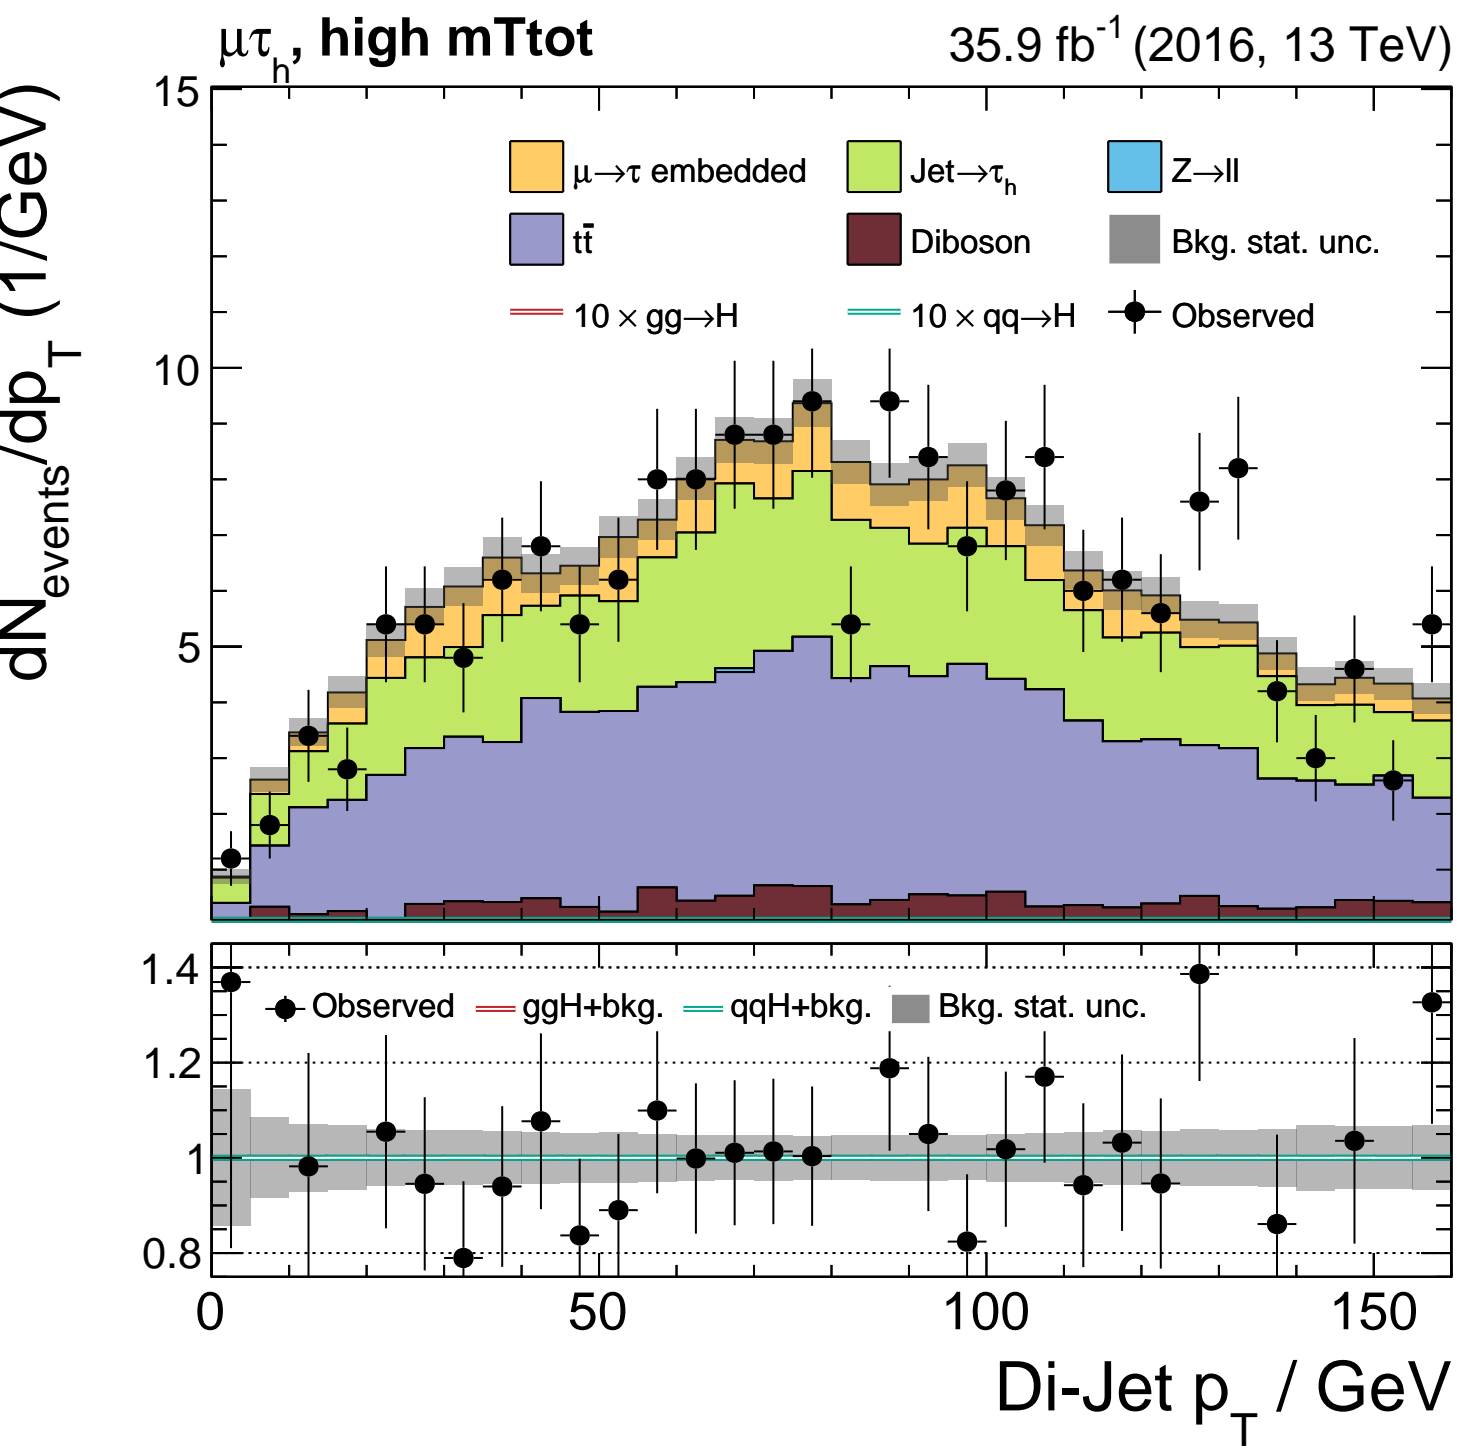 μτh, high mTtot
35.9 fb-1 (2016, 13 TeV)
dNevents/dpT (1/GeV)
15
10
5
μ→τ embedded
Jet→τh
Z→ll
tt̄
Diboson
Bkg. stat. unc.
10 × gg→H
10 × qq→H
Observed
1.4
1.2
1
0.8
Observed
ggH+bkg.
qqH+bkg.
Bkg. stat. unc.
0
50
100
150
Di-Jet pT / GeV